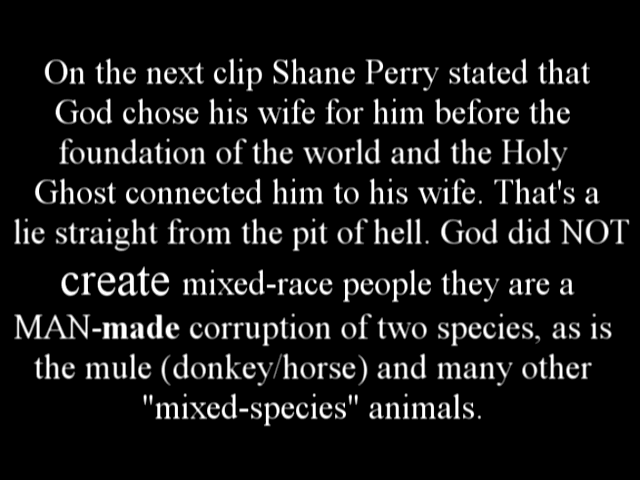 On the next clip Shane Perry stated that
God chose his wife for him before the
foundation of the world and the Holy
Ghost connected him to his wife. That's a
lie straight from the pit of hell. God did NOT
create mixed-race people they are a
MAN-made corruption of two species, as is
the mule (donkey/horse) and many other
"mixed-species" animals.